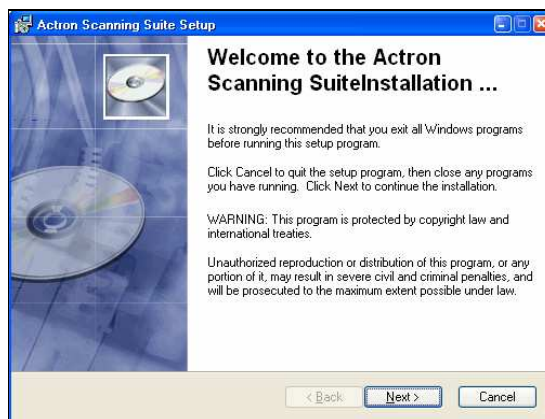 Actron Scanning Suite Setup
Welcome to the Actron
Scanning SuiteInstallation ...
It is strongly recommended that you exit all Windows programs
before running this setup program.
Click Cancel to quit the setup program, then close any programs
you have running. Click Next to continue the installation.
WARNING: This program is protected by copyright law and
international treaties.
Unauthorized reproduction or distribution of this program, or any
portion of it, may result in severe civil and criminal penalties, and
will be prosecuted to the maximum extent possible under law.
< Back Next > Cancel